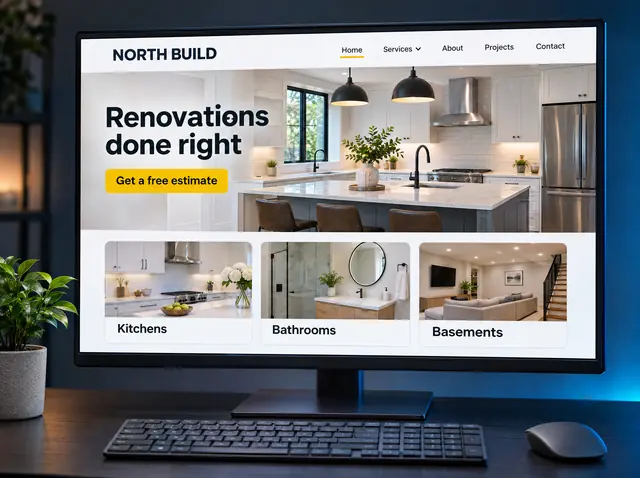 NORTH BUILD
Home Services About Projects Contact
Renovations
done right
Get a free estimate
Kitchens Bathrooms Basements